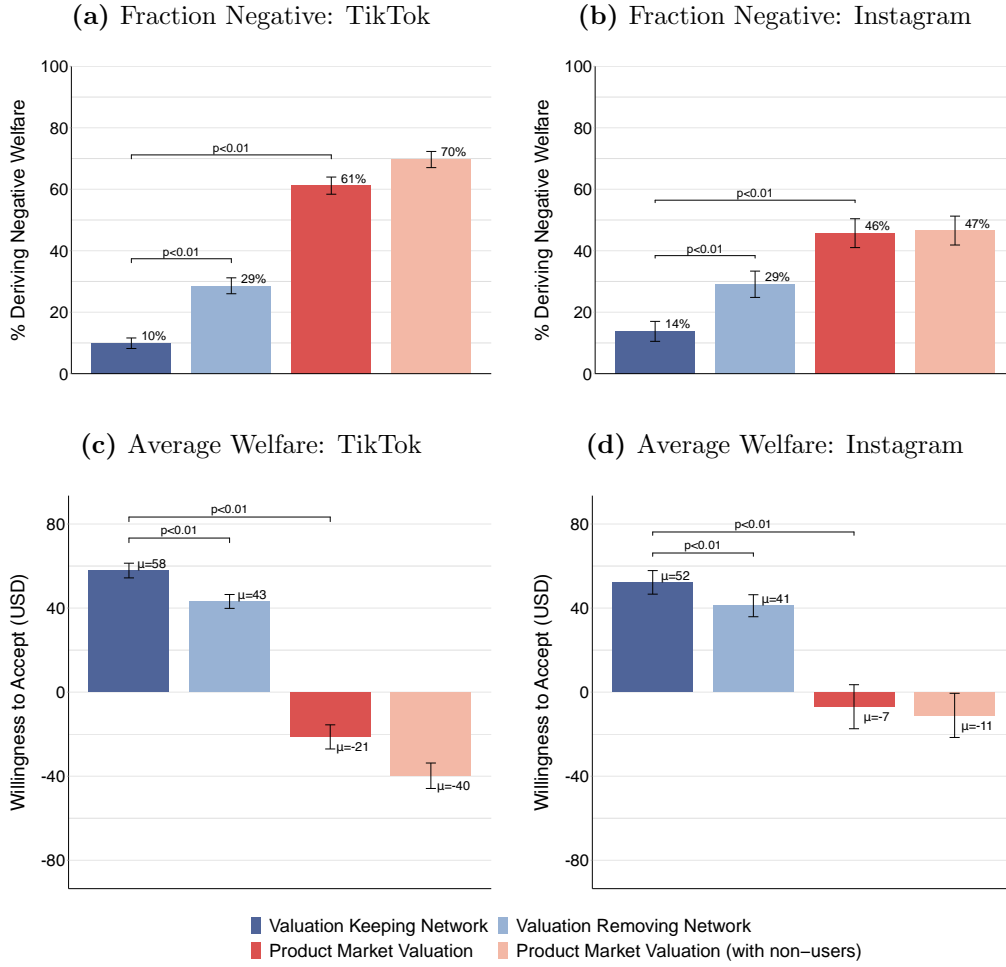 (a) Fraction Negative: TikTok
% Deriving Negative Welfare
100
80
60
40
20
0
p<0.01
p<0.01
10%
29%
61%
70%
(b) Fraction Negative: Instagram
% Deriving Negative Welfare
100
80
60
40
20
0
p<0.01
p<0.01
14%
29%
46%
47%
(c) Average Welfare: TikTok
Willingness to Accept (USD)
80
40
0
-40
-80
p<0.01
p<0.01
μ=58
μ=43
μ=-21
μ=-40
(d) Average Welfare: Instagram
Willingness to Accept (USD)
80
40
0
-40
-80
p<0.01
p<0.01
μ=52
μ=41
μ=-7
μ=-11
Valuation Keeping Network
Valuation Removing Network
Product Market Valuation
Product Market Valuation (with non−users)